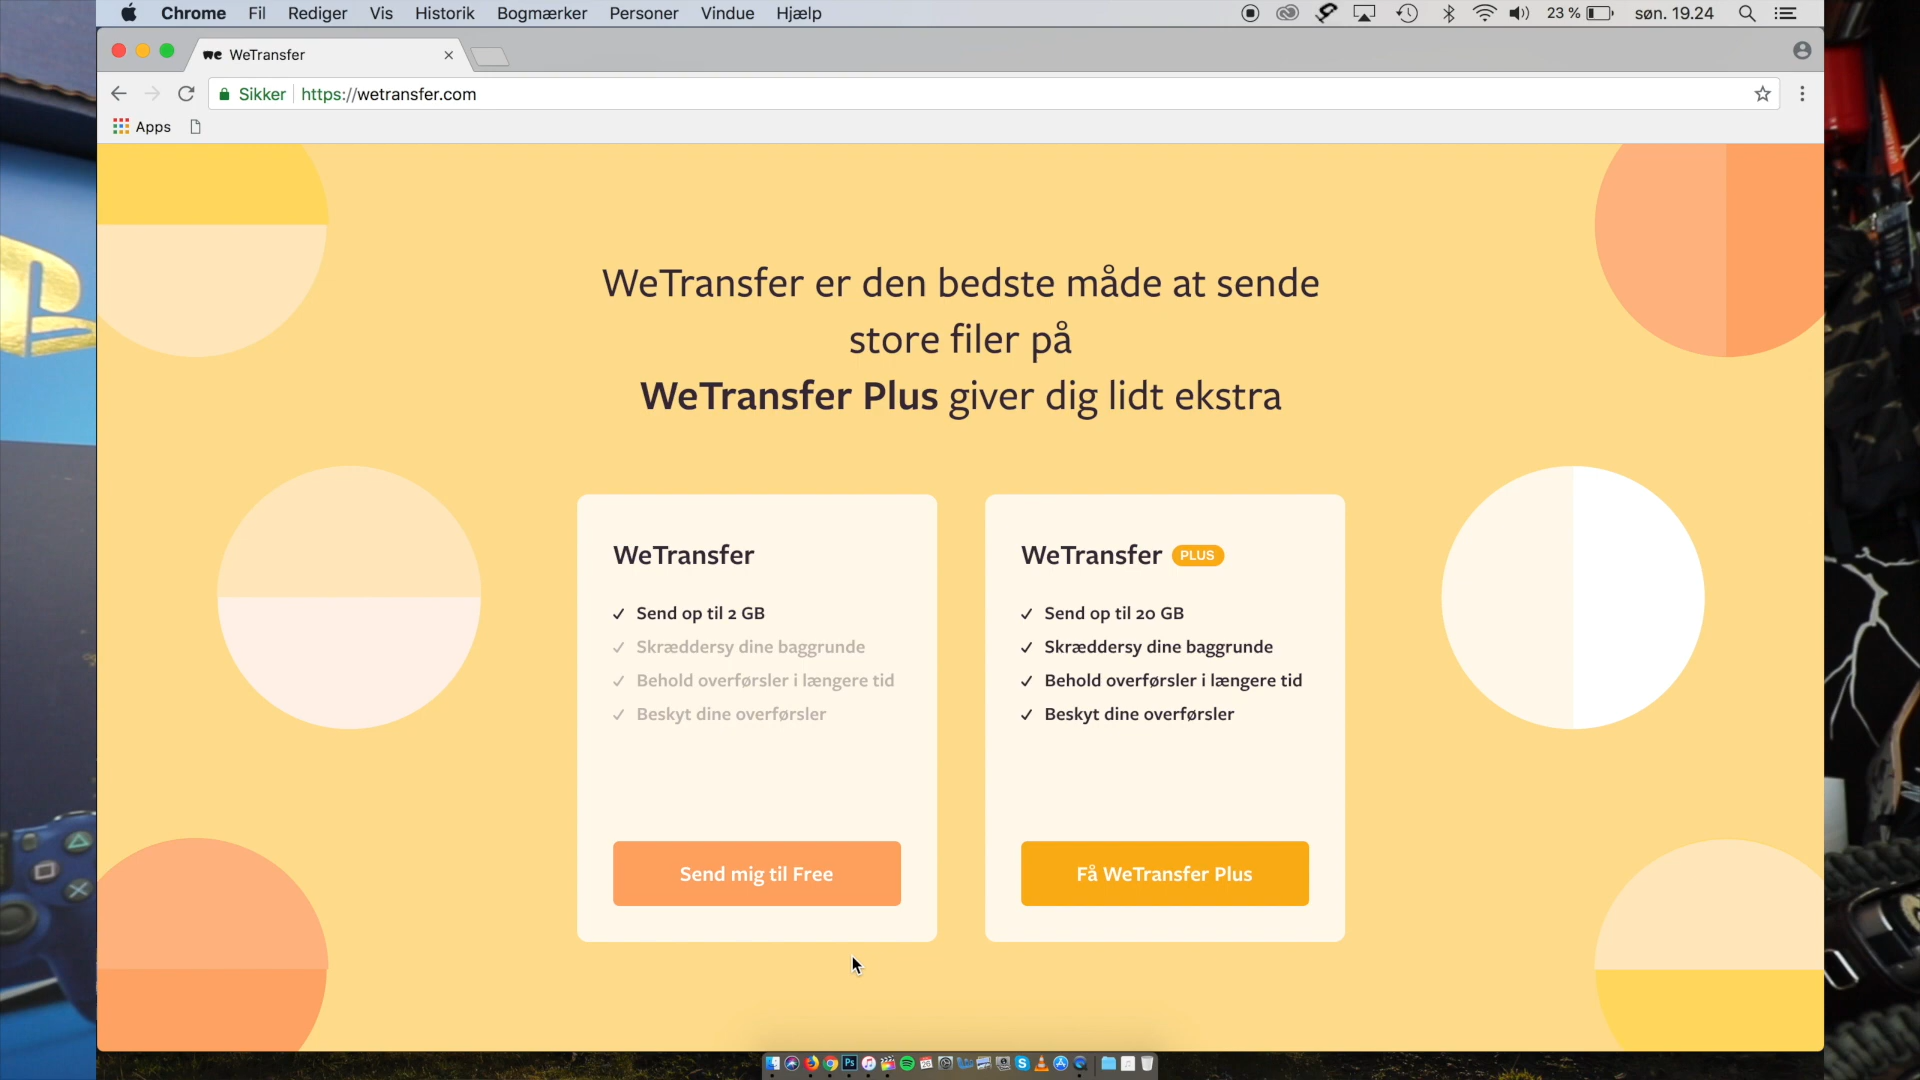 Chrome Fil Rediger Vis Historik Bogmærker Personer Vindue Hjælp 23 % søn. 19.24
we WeTransfer
Sikker https://wetransfer.com
Apps
WeTransfer er den bedste måde at sende
store filer på
WeTransfer Plus giver dig lidt ekstra
WeTransfer
✓ Send op til 2 GB
✓ Skræddersy dine baggrunde
✓ Behold overførsler i længere tid
✓ Beskyt dine overførsler
Send mig til Free
WeTransfer PLUS
✓ Send op til 20 GB
✓ Skræddersy dine baggrunde
✓ Behold overførsler i længere tid
✓ Beskyt dine overførsler
Få WeTransfer Plus